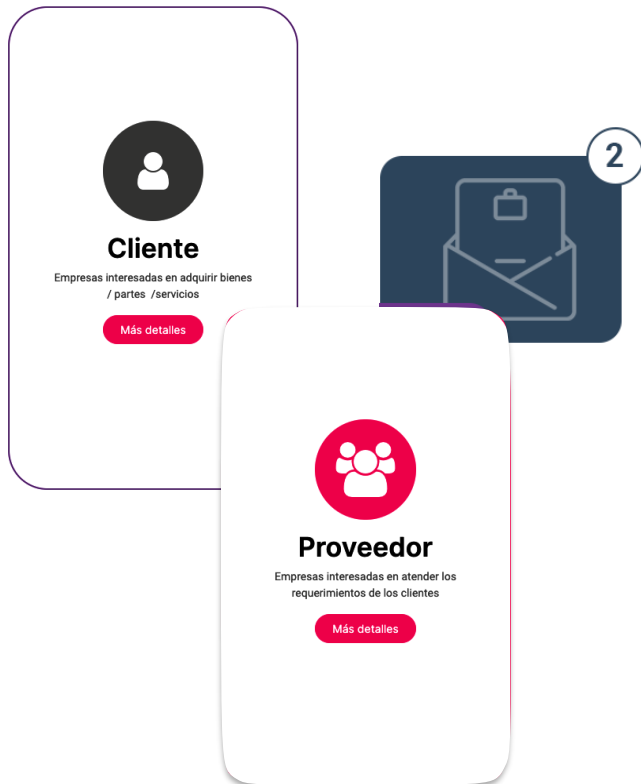 Cliente
Empresas interesadas en adquirir bienes
/ partes /servicios
Más detalles
2
Proveedor
Empresas interesadas en atender los
requerimientos de los clientes
Más detalles